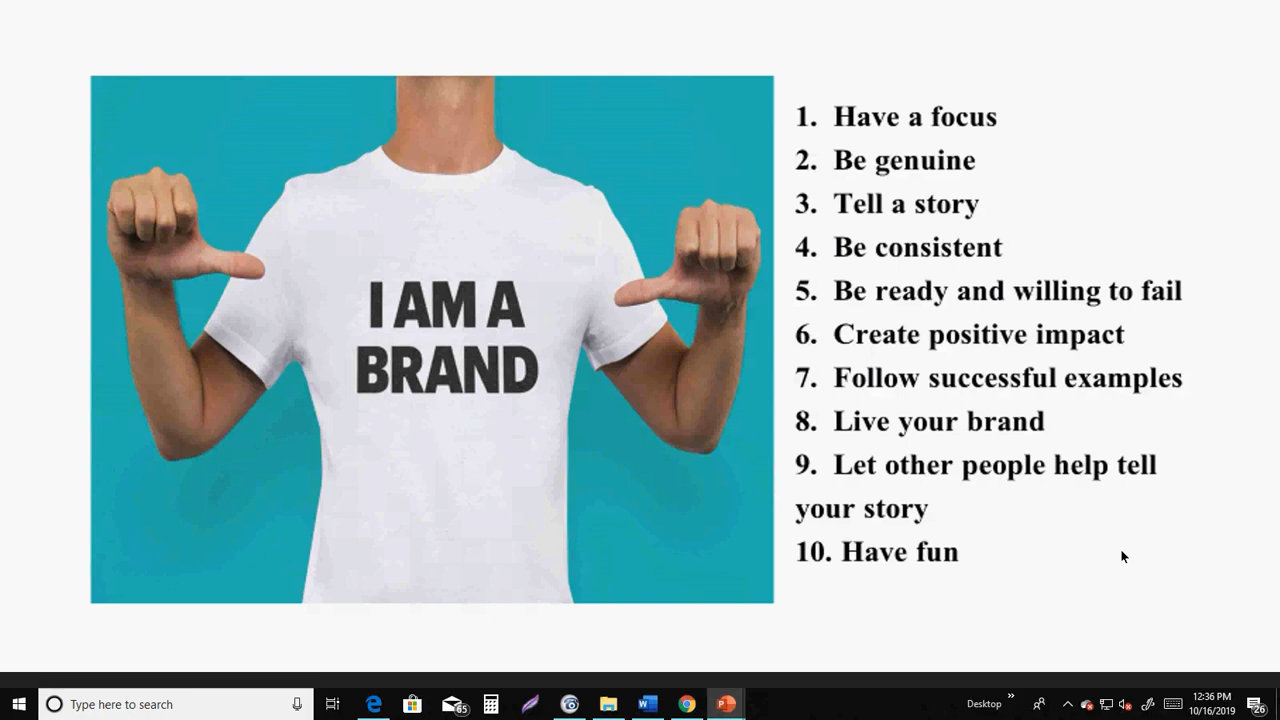 I AM A
BRAND
1. Have a focus
2. Be genuine
3. Tell a story
4. Be consistent
5. Be ready and willing to fail
6. Create positive impact
7. Follow successful examples
8. Live your brand
9. Let other people help tell
your story
10. Have fun
Type here to search
65
Desktop
12:36 PM
10/16/2019
26